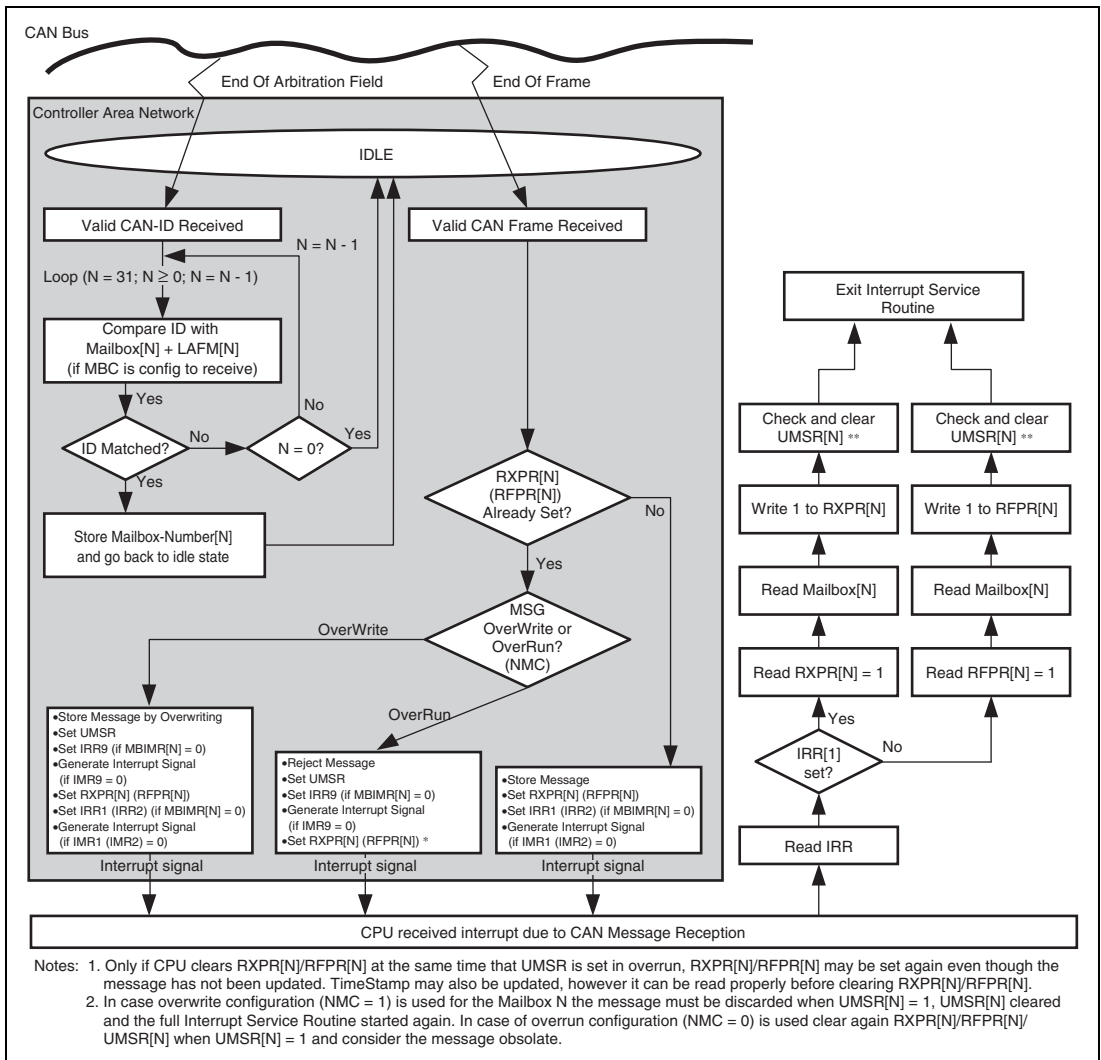 CAN Bus
End Of Arbitration Field
End Of Frame
Controller Area Network
IDLE
Valid CAN-ID Received
Valid CAN Frame Received
N = N - 1
Loop (N = 31; N ≥ 0; N = N - 1)
Compare ID with
Mailbox[N] + LAFM[N]
(if MBC is config to receive)
Yes
No
ID Matched?
No
N = 0?
Yes
Yes
Store Mailbox-Number[N]
and go back to idle state
RXPR[N]
(RFPR[N])
Already Set?
No
Yes
MSG
OverWrite or
OverRun?
(NMC)
OverWrite
OverRun
•Store Message by Overwriting
•Set UMSR
•Set IRR9 (if MBIMR[N] = 0)
•Generate Interrupt Signal
(if IMR9 = 0)
•Set RXPR[N] (RFPR[N])
•Set IRR1 (IRR2) (if MBIMR[N] = 0)
•Generate Interrupt Signal
(if IMR1 (IMR2) = 0)
•Reject Message
•Set UMSR
•Set IRR9 (if MBIMR[N] = 0)
•Generate Interrupt Signal
(if IMR9 = 0)
•Set RXPR[N] (RFPR[N]) *
•Store Message
•Set RXPR[N] (RFPR[N])
•Set IRR1 (IRR2) (if MBIMR[N] = 0)
•Generate Interrupt Signal
(if IMR1 (IMR2) = 0)
Interrupt signal
Interrupt signal
Interrupt signal
Exit Interrupt Service
Routine
Check and clear
UMSR[N] **
Check and clear
UMSR[N] **
Write 1 to RXPR[N]
Write 1 to RFPR[N]
Read Mailbox[N]
Read Mailbox[N]
Read RXPR[N] = 1
Read RFPR[N] = 1
Yes
No
IRR[1]
set?
Read IRR
CPU received interrupt due to CAN Message Reception
Notes: 1. Only if CPU clears RXPR[N]/RFPR[N] at the same time that UMSR is set in overrun, RXPR[N]/RFPR[N] may be set again even though the
message has not been updated. TimeStamp may also be updated, however it can be read properly before clearing RXPR[N]/RFPR[N].
2. In case overwrite configuration (NMC = 1) is used for the Mailbox N the message must be discarded when UMSR[N] = 1, UMSR[N] cleared
and the full Interrupt Service Routine started again. In case of overrun configuration (NMC = 0) is used clear again RXPR[N]/RFPR[N]/
UMSR[N] when UMSR[N] = 1 and consider the message obsolate.